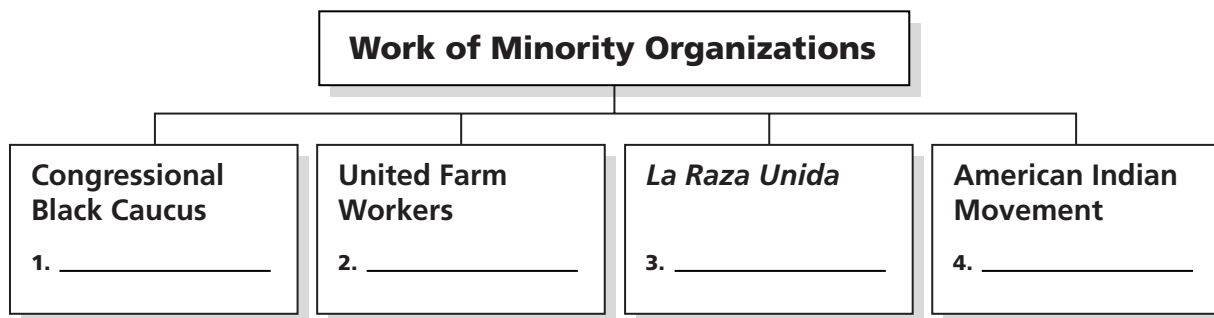 Work of Minority Organizations
Congressional
Black Caucus
1.
United Farm
Workers
2.
La Raza Unida
3.
American Indian
Movement
4.